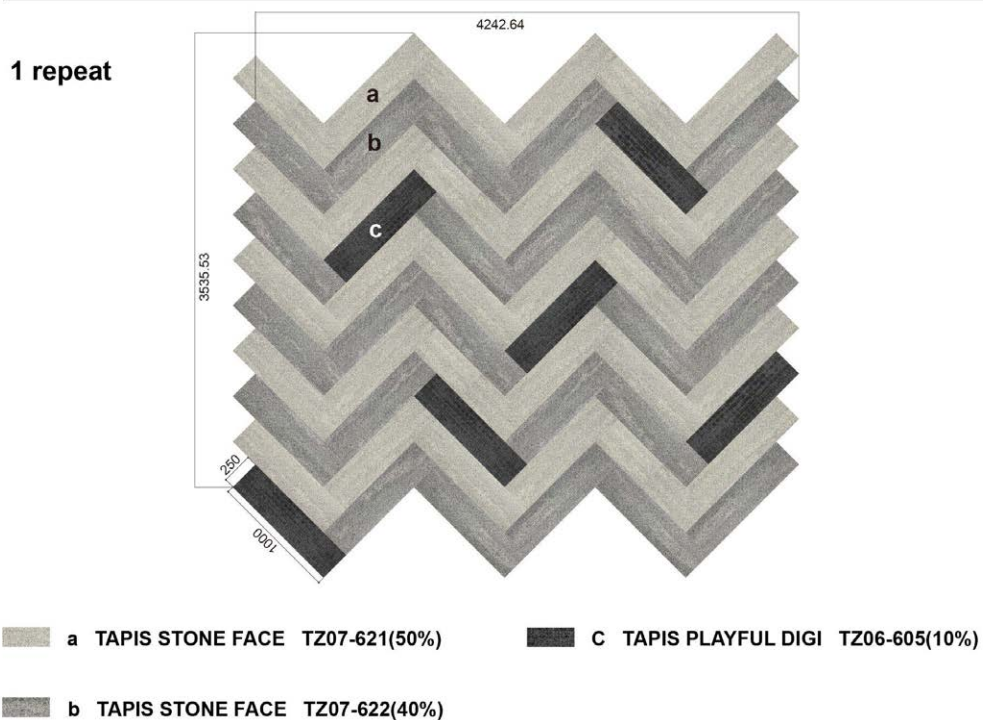 4242.64
1 repeat
a
b
c
3535.53
250
1000
a TAPIS STONE FACE TZ07-621(50%)
C TAPIS PLAYFUL DIGI TZ06-605(10%)
b TAPIS STONE FACE TZ07-622(40%)